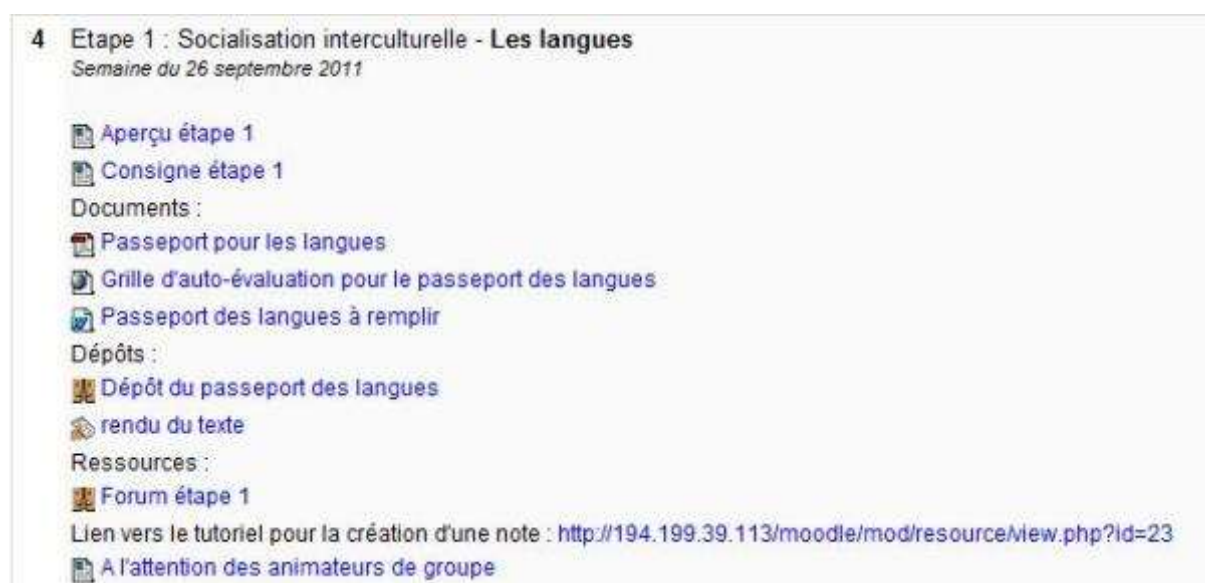 4 Etape 1 : Socialisation interculturelle - Les langues
Semaine du 26 septembre 2011
Aperçu étape 1
Consigne étape 1
Documents :
Passeport pour les langues
Grille d'auto-évaluation pour le passeport des langues
Passeport des langues à remplir
Dépôts :
Dépôt du passeport des langues
rendu du texte
Ressources :
Forum étape 1
Lien vers le tutoriel pour la création d'une note : http://194.199.39.113/moodle/mod/resource/view.php?id=23
A l'attention des animateurs de groupe